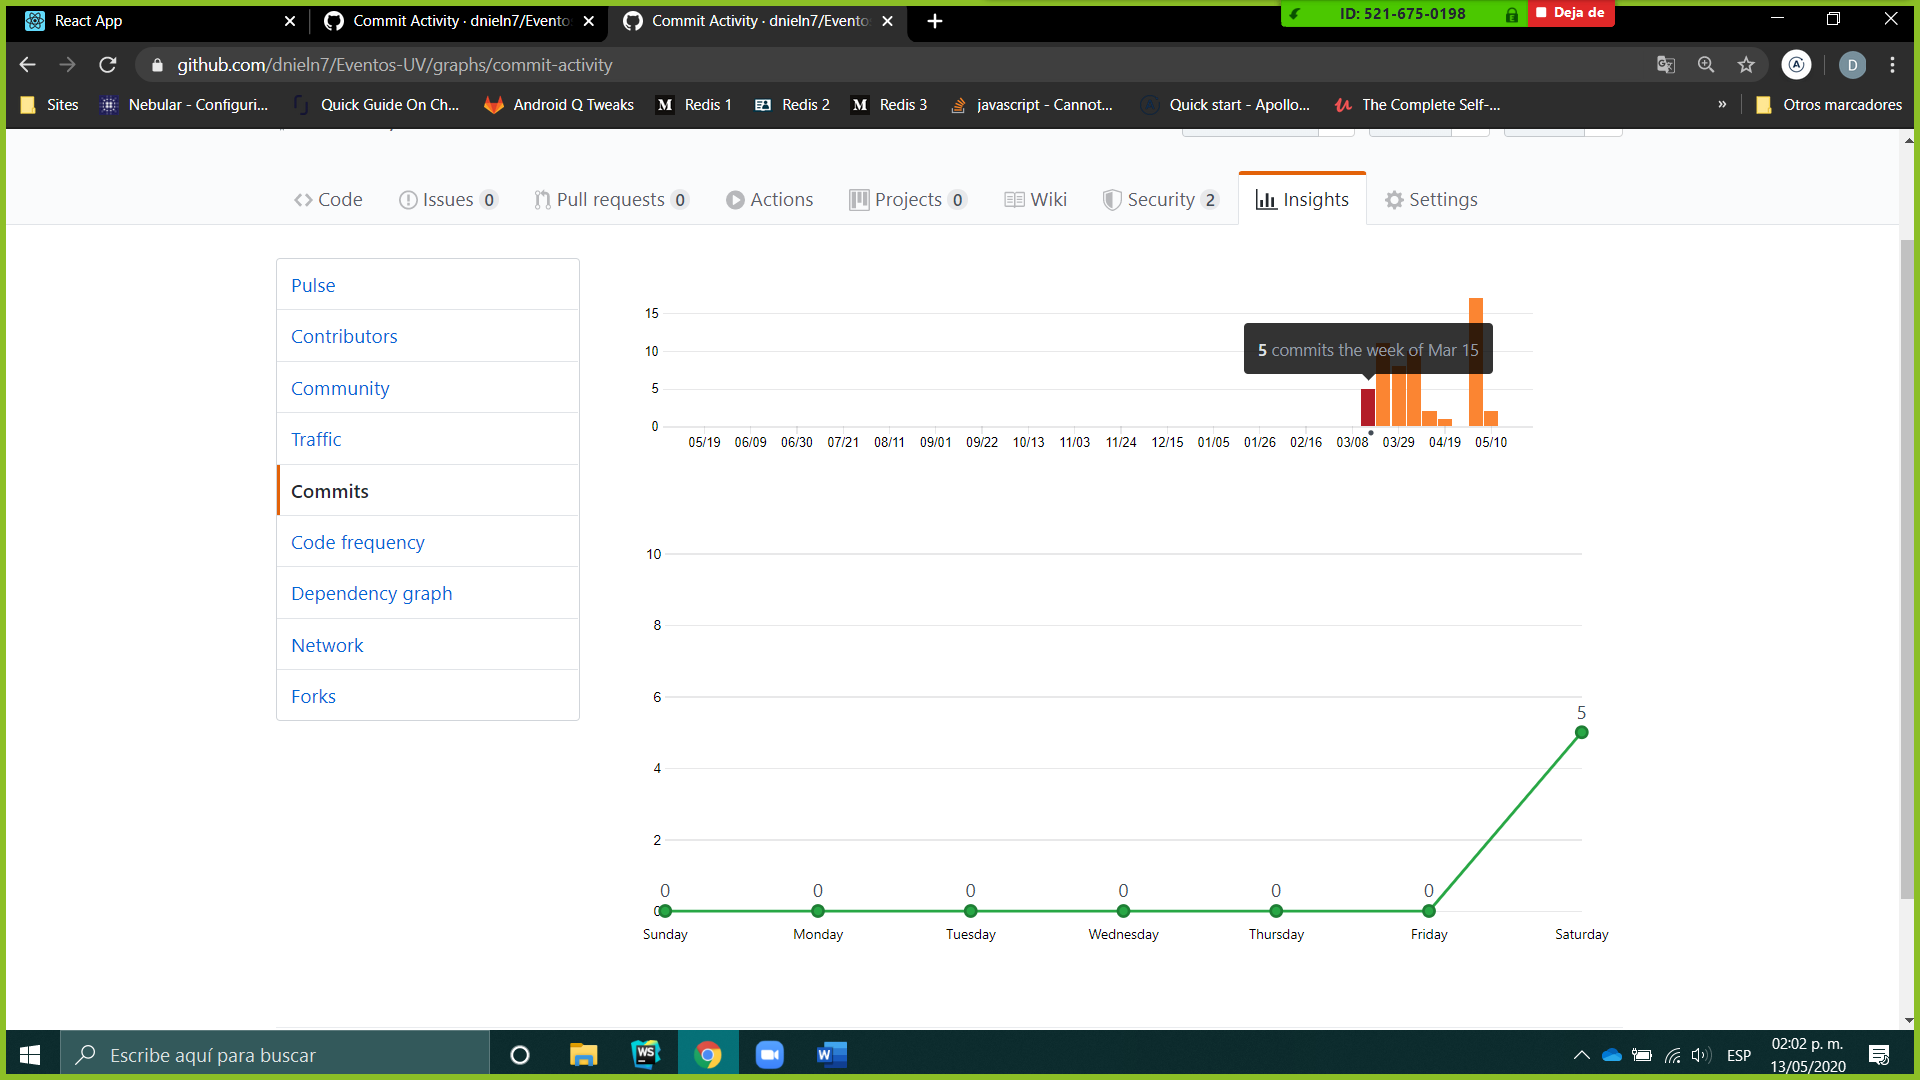 React App
Commit Activity · dnieln7/Evento
Commit Activity · dnieln7/Evento
ID: 521-675-0198
Deja de
github.com/dnieln7/Eventos-UV/graphs/commit-activity
D
Sites
Nebular - Configuri...
Quick Guide On Ch...
Android Q Tweaks
Redis 1
Redis 2
Redis 3
javascript - Cannot...
Quick start - Apollo...
The Complete Self-...
»
Otros marcadores
Code
Issues 0
Pull requests 0
Actions
Projects 0
Wiki
Security 2
Insights
Settings
Pulse
Contributors
Community
Traffic
Commits
Code frequency
Dependency graph
Network
Forks
15
10
5
0
5 commits the week of Mar 15
05/19 06/09 06/30 07/21 08/11 09/01 09/22 10/13 11/03 11/24 12/15 01/05 01/26 02/16 03/08 03/29 04/19 05/10
10
8
6
5
4
2
0 0 0 0 0 0
0
Sunday Monday Tuesday Wednesday Thursday Friday Saturday
Escribe aquí para buscar
ESP
02:02 p. m.
13/05/2020